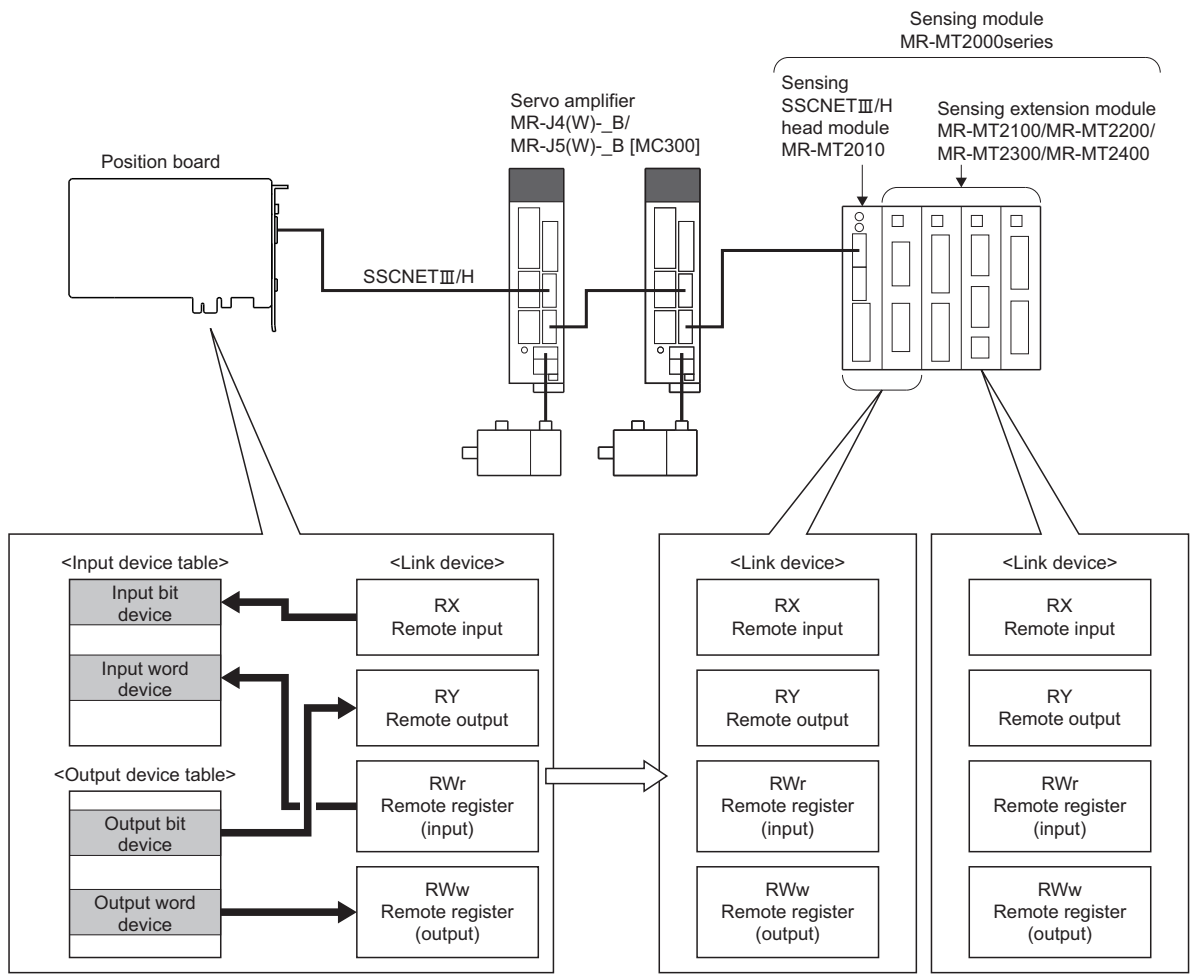 Sensing module
MR-MT2000series
Sensing
SSCNETⅢ/H
head module
MR-MT2010
Sensing extension module
MR-MT2100/MR-MT2200/
MR-MT2300/MR-MT2400
Servo amplifier
MR-J4(W)-_B/
MR-J5(W)-_B [MC300]
Position board
SSCNETⅢ/H
<Input device table>
Input bit
device
Input word
device
<Output device table>
Output bit
device
Output word
device
<Link device>
RX
Remote input
RY
Remote output
RWr
Remote register
(input)
RWw
Remote register
(output)
<Link device>
RX
Remote input
RY
Remote output
RWr
Remote register
(input)
RWw
Remote register
(output)
<Link device>
RX
Remote input
RY
Remote output
RWr
Remote register
(input)
RWw
Remote register
(output)